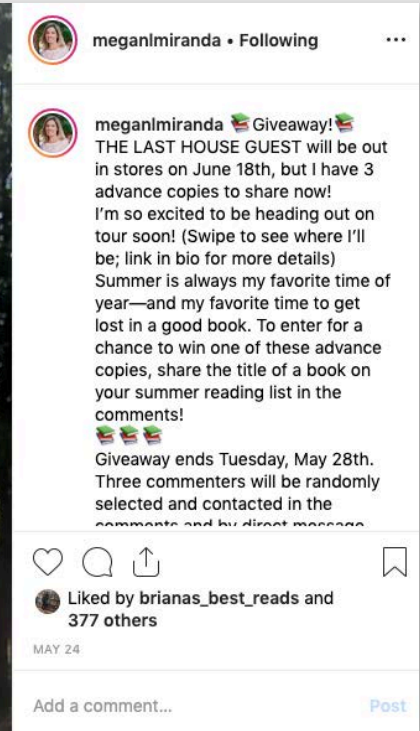 meganlmiranda • Following
meganlmiranda 📚Giveaway!📚
THE LAST HOUSE GUEST will be out
in stores on June 18th, but I have 3
advance copies to share now!
I'm so excited to be heading out on
tour soon! (Swipe to see where I'll
be; link in bio for more details)
Summer is always my favorite time of
year—and my favorite time to get
lost in a good book. To enter for a
chance to win one of these advance
copies, share the title of a book on
your summer reading list in the
comments!
📚📚📚
Giveaway ends Tuesday, May 28th.
Three commenters will be randomly
selected and contacted in the
comments and by direct message
Liked by brianas_best_reads and
377 others
MAY 24
Add a comment...
Post